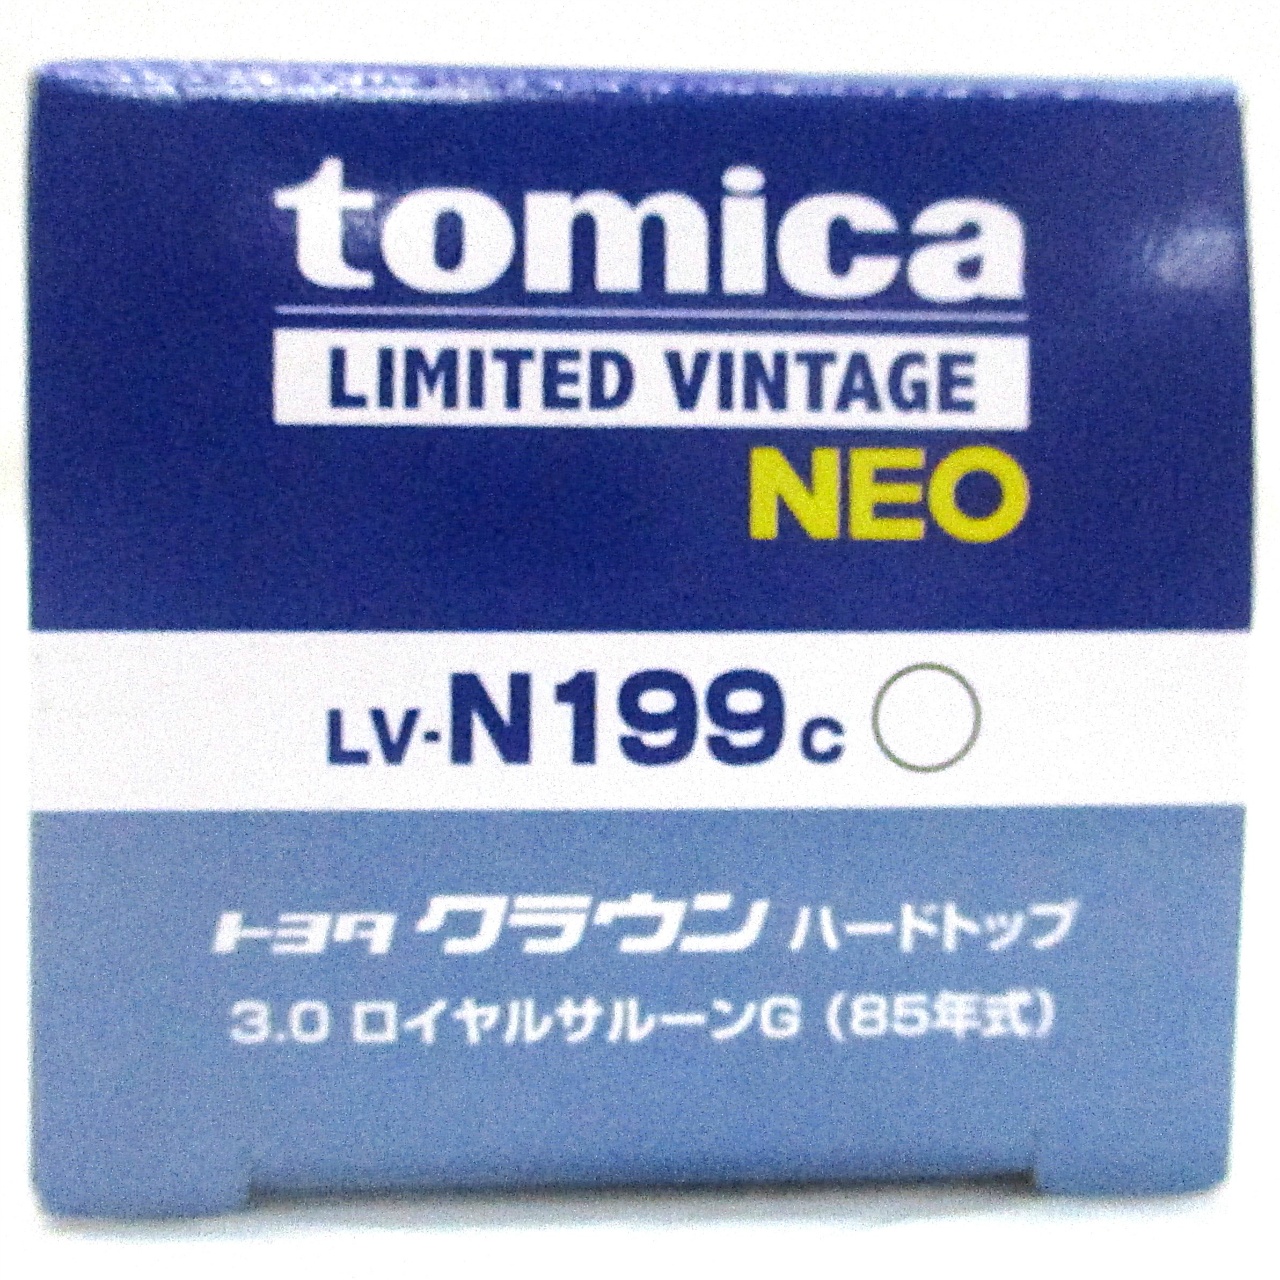 tomica
LIMITED VINTAGE
NEO
LV-N199c
トヨタ クラウン ハードトップ
3.0 ロイヤルサルーンG（85年式）